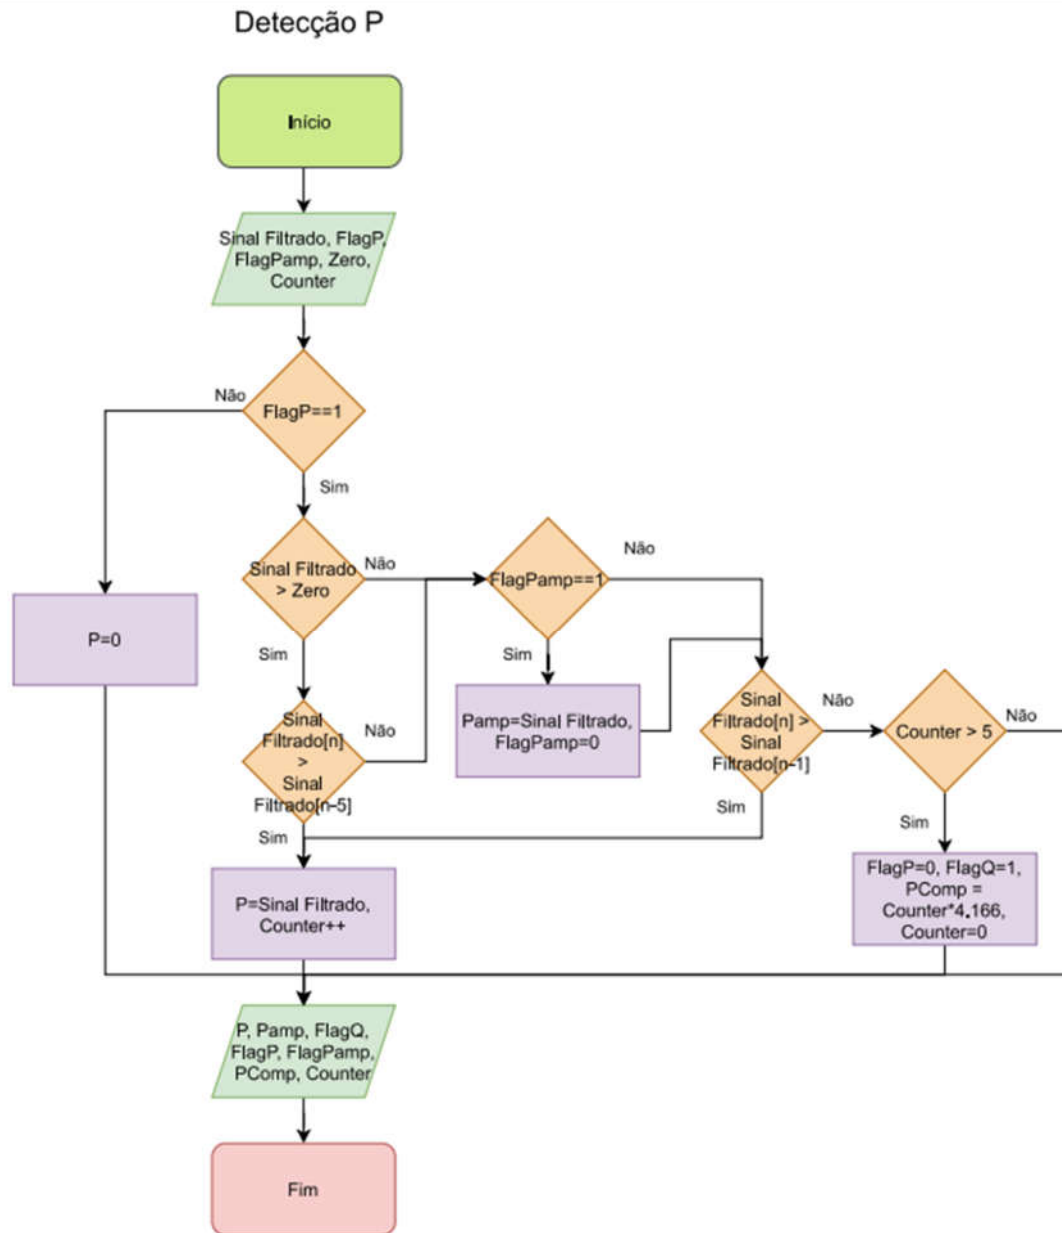 Detecção P
Início
Sinal Filtrado, FlagP,
FlagPamp, Zero,
Counter
Não
FlagP==1
Sim
Sinal Filtrado
> Zero
Não
FlagPamp==1
Não
P=0
Sim
Sim
Sinal
Filtrado[n]
>
Sinal
Filtrado[n-5]
Não
Pamp=Sinal Filtrado,
FlagPamp=0
Sinal
Filtrado[n] >
Sinal
Filtrado[n-1]
Não
Counter > 5
Não
Sim
Sim
Sim
P=Sinal Filtrado,
Counter++
FlagP=0, FlagQ=1,
PComp =
Counter*4.166,
Counter=0
P, Pamp, FlagQ,
FlagP, FlagPamp,
PComp, Counter
Fim